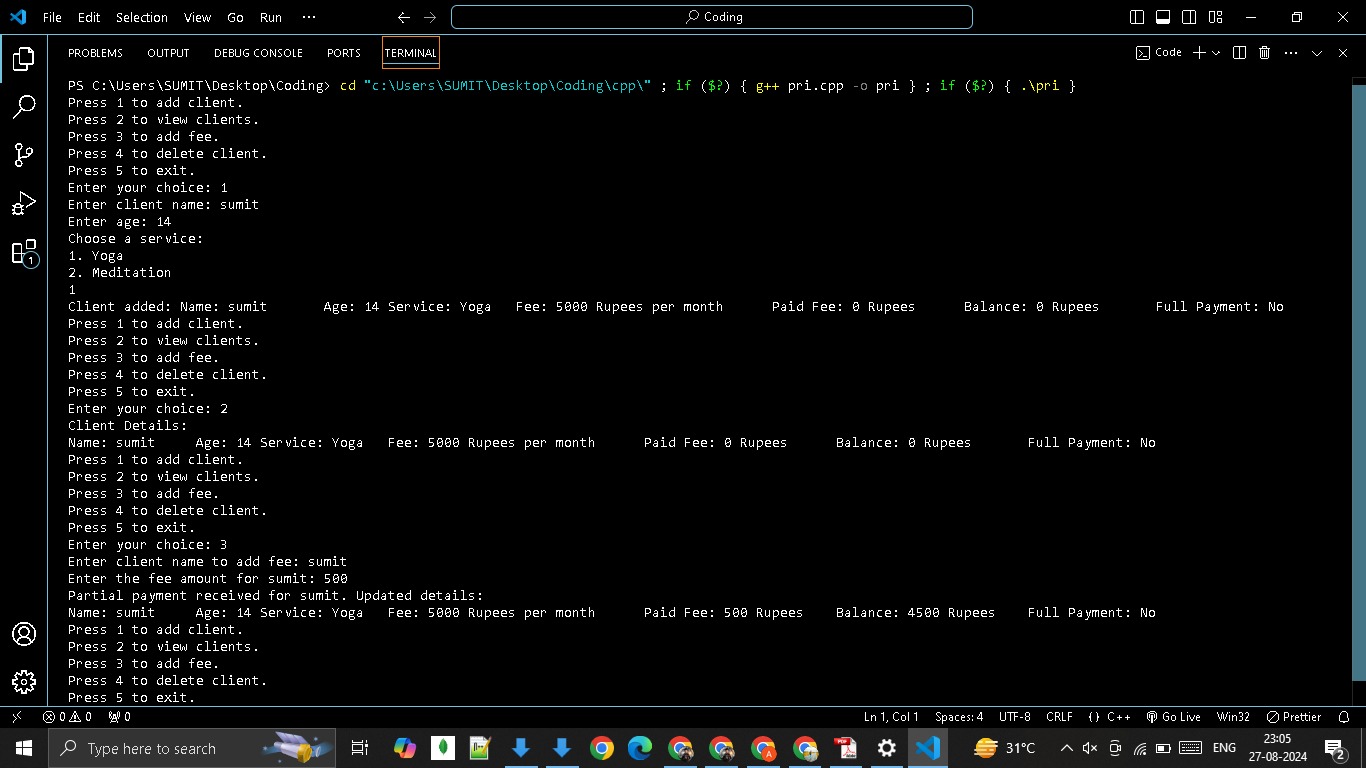 File Edit Selection View Go Run ··· Coding
PROBLEMS OUTPUT DEBUG CONSOLE PORTS TERMINAL Code
PS C:\Users\SUMIT\Desktop\Coding> cd "c:\Users\SUMIT\Desktop\Coding\cpp\" ; if ($?) { g++ pri.cpp -o pri } ; if ($?) { .\pri }
Press 1 to add client.
Press 2 to view clients.
Press 3 to add fee.
Press 4 to delete client.
Press 5 to exit.
Enter your choice: 1
Enter client name: sumit
Enter age: 14
Choose a service:
1. Yoga
2. Meditation
1
Client added: Name: sumit Age: 14 Service: Yoga Fee: 5000 Rupees per month Paid Fee: 0 Rupees Balance: 0 Rupees Full Payment: No
Press 1 to add client.
Press 2 to view clients.
Press 3 to add fee.
Press 4 to delete client.
Press 5 to exit.
Enter your choice: 2
Client Details:
Name: sumit Age: 14 Service: Yoga Fee: 5000 Rupees per month Paid Fee: 0 Rupees Balance: 0 Rupees Full Payment: No
Press 1 to add client.
Press 2 to view clients.
Press 3 to add fee.
Press 4 to delete client.
Press 5 to exit.
Enter your choice: 3
Enter client name to add fee: sumit
Enter the fee amount for sumit: 500
Partial payment received for sumit. Updated details:
Name: sumit Age: 14 Service: Yoga Fee: 5000 Rupees per month Paid Fee: 500 Rupees Balance: 4500 Rupees Full Payment: No
Press 1 to add client.
Press 2 to view clients.
Press 3 to add fee.
Press 4 to delete client.
Press 5 to exit.
1
0 0 0 Ln 1, Col 1 Spaces: 4 UTF-8 CRLF {} C++ Go Live Win32 Prettier
Type here to search 31°C ENG 23:05
27-08-2024 2